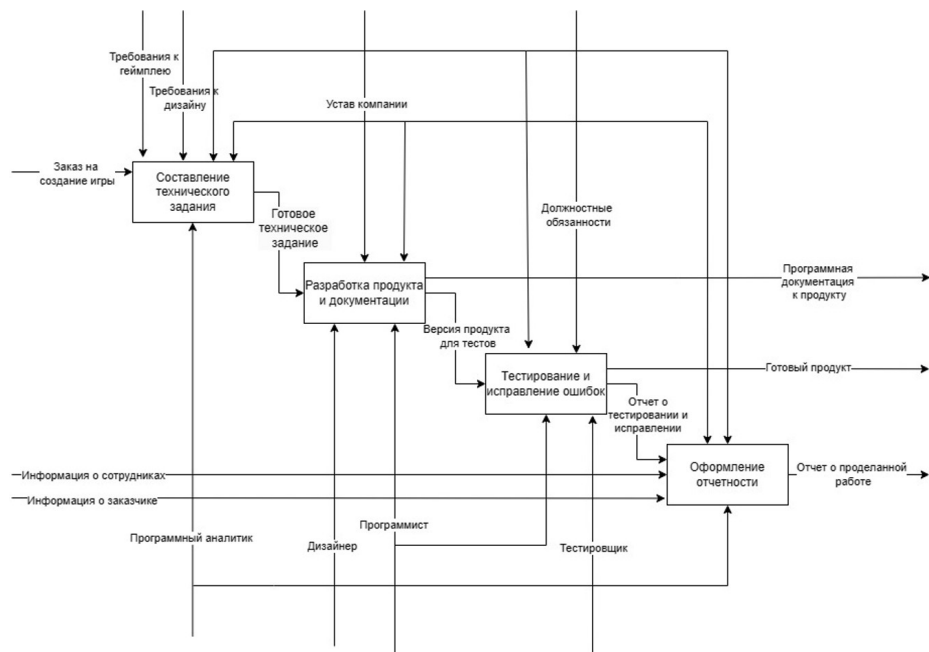 Требования к
геймплею
Требования к
дизайну
Устав компании
Заказ на
создание игры
Составление
технического
задания
Готовое
техническое
задание
Должностные
обязанности
Разработка продукта
и документации
Программная
документация
к продукту
Версия продукта
для тестов
Тестирование и
исправление ошибок
Готовый продукт
Отчет о
тестировании и
исправлении
Информация о сотрудниках
Оформление
отчетности
Отчет о проделанной
работе
Информация о заказчике
Программный аналитик
Дизайнер
Программист
Тестировщик